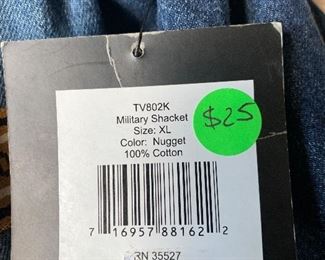 TV802K
Military Shacket
Size: XL
Color: Nugget
100% Cotton
$25
7 16957 88162 2
RN 35527